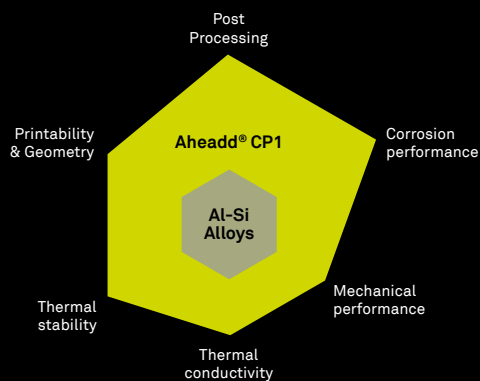 Post
Processing
Printability
& Geometry
Aheadd® CP1
Corrosion
performance
Al-Si
Alloys
Mechanical
performance
Thermal
stability
Thermal
conductivity